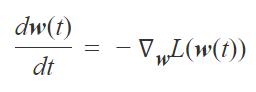 dw(t)/dt = − ∇_w L(w(t))